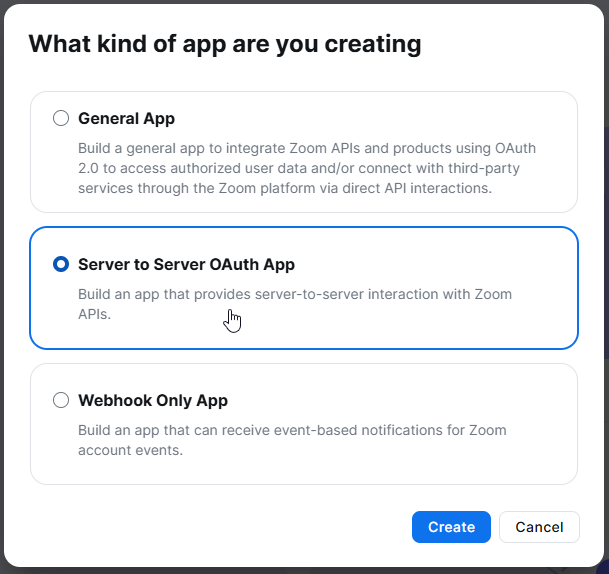 What kind of app are you creating
General App
Build a general app to integrate Zoom APIs and products using OAuth
2.0 to access authorized user data and/or connect with third-party
services through the Zoom platform via direct API interactions.
Server to Server OAuth App
Build an app that provides server-to-server interaction with Zoom
APIs.
Webhook Only App
Build an app that can receive event-based notifications for Zoom
account events.
Create
Cancel